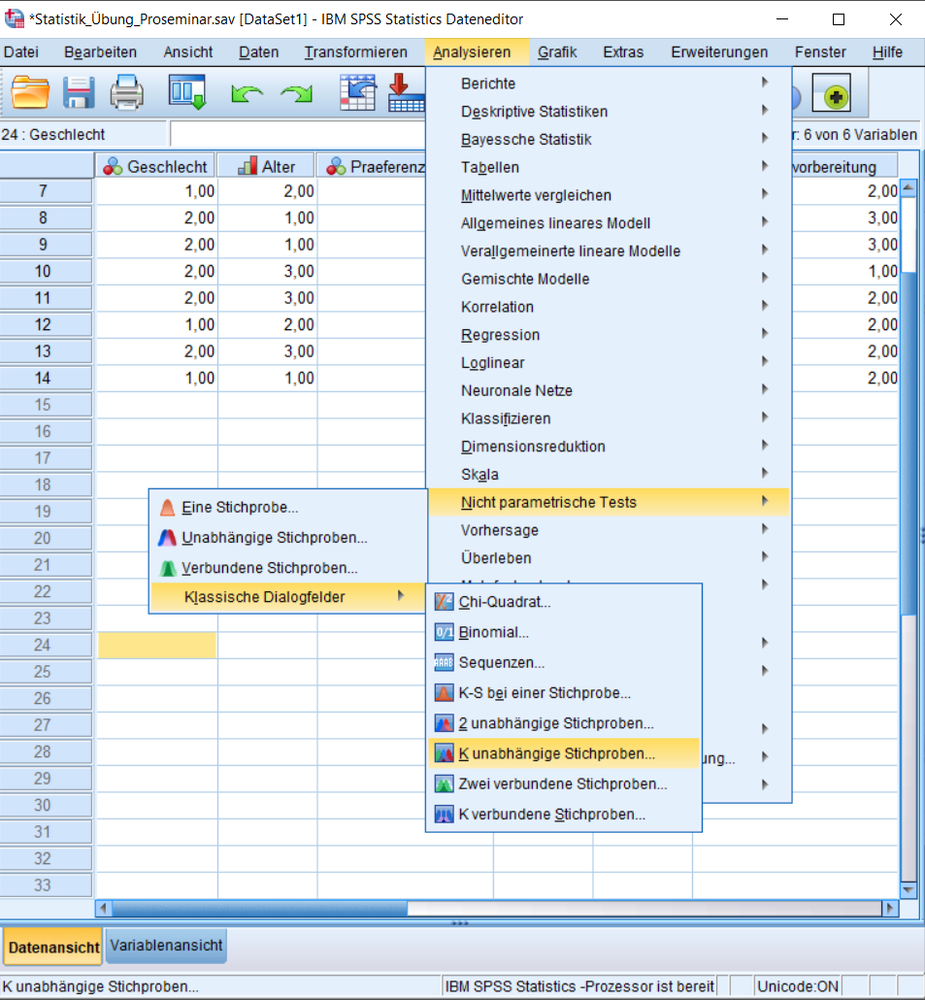 *Statistik_Übung_Proseminar.sav [DataSet1] - IBM SPSS Statistics Dateneditor
Datei Bearbeiten Ansicht Daten Transformieren Analysieren Grafik Extras Erweiterungen Fenster Hilfe
24 : Geschlecht
r: 6 von 6 Variablen
Geschlecht Alter Praeferenz vorbereitung
7 1,00 2,00 2,00
8 2,00 1,00 3,00
9 2,00 1,00 3,00
10 2,00 3,00 1,00
11 2,00 3,00 2,00
12 1,00 2,00 2,00
13 2,00 3,00 2,00
14 1,00 1,00 2,00
15
16
17
18
19
20
21
22
23
24
25
26
27
28
29
30
31
32
33
Berichte
Deskriptive Statistiken
Bayessche Statistik
Tabellen
Mittelwerte vergleichen
Allgemeines lineares Modell
Verallgemeinerte lineare Modelle
Gemischte Modelle
Korrelation
Regression
Loglinear
Neuronale Netze
Klassifizieren
Dimensionsreduktion
Skala
Nicht parametrische Tests
Vorhersage
Überleben
ung...
Eine Stichprobe...
Unabhängige Stichproben...
Verbundene Stichproben...
Klassische Dialogfelder
Chi-Quadrat...
0/1 Binomial...
AAAB Sequenzen...
K-S bei einer Stichprobe...
2 unabhängige Stichproben...
K unabhängige Stichproben...
Zwei verbundene Stichproben...
K verbundene Stichproben...
Datenansicht Variablenansicht
K unabhängige Stichproben... IBM SPSS Statistics -Prozessor ist bereit Unicode:ON